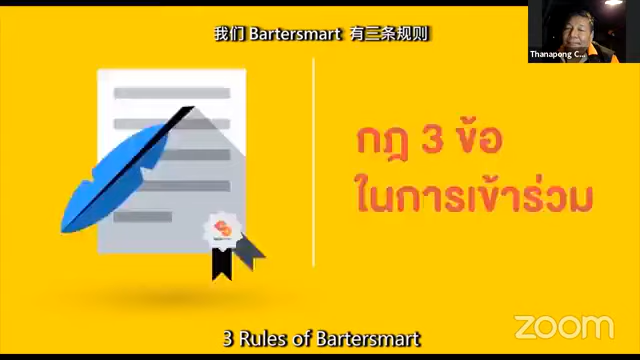 我们 Bartersmart 有三条规则
Thanapong C...
กฎ 3 ข้อ
ในการเข้าร่วม
zoom
3 Rules of Bartersmart